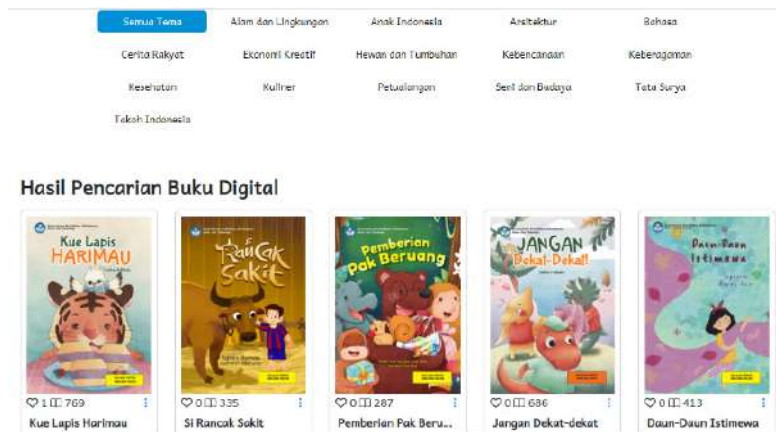 Semua Tema Alam dan Lingkungan Anak Indonesia Arsitektur Bahasa
Cerita Rakyat Ekonomi Kreatif Hewan dan Tumbuhan Kebencanaan Keberagaman
Kesehatan Kuliner Petualangan Seni dan Budaya Tata Surya
Tokoh Indonesia
Hasil Pencarian Buku Digital
Kue Lapis
HARIMAU
Si
Rancak
Sakit
Pemberian
Pak Beruang
JANGAN
Dekat-Dekat!
Daun-Daun
Istimewa
1 769
0 335
0 287
0 686
0 413
Kue Lapis Harimau
Si Rancak Sakit
Pemberian Pak Beru...
Jangan Dekat-dekat
Daun-Daun Istimewa